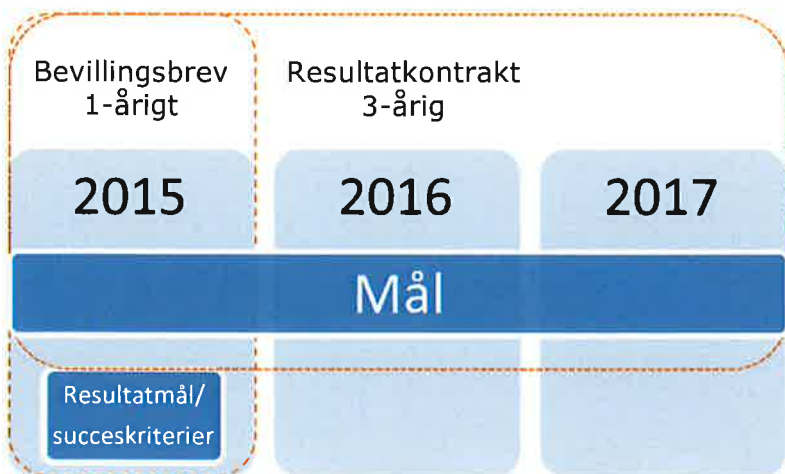 Bevillingsbrev
1-årigt
Resultatkontrakt
3-årig
2015
2016
2017
Mål
Resultatmål/
succeskriterier